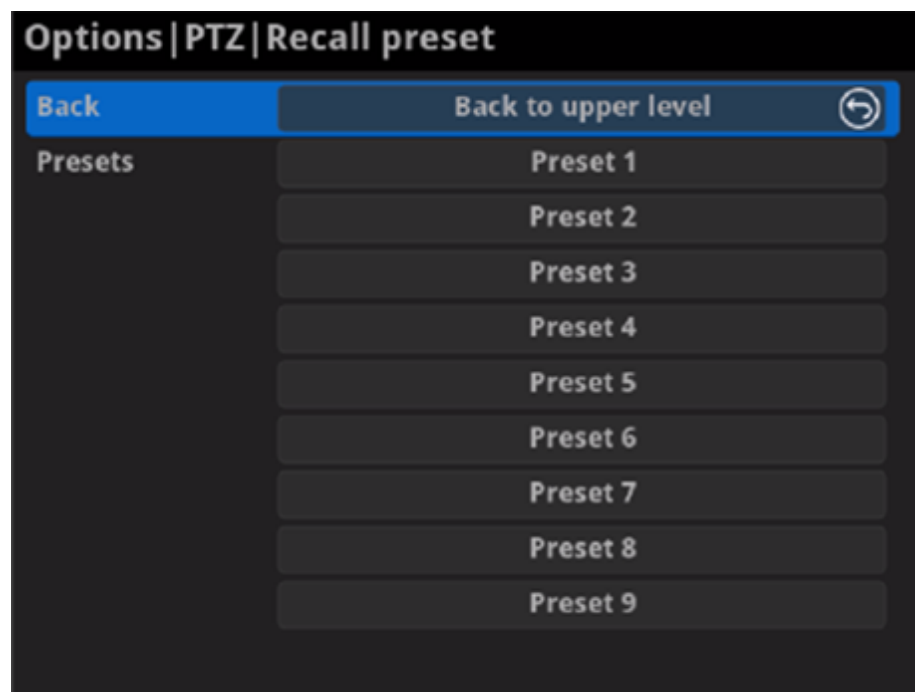 Options|PTZ|Recall preset
Back Back to upper level
Presets Preset 1
Preset 2
Preset 3
Preset 4
Preset 5
Preset 6
Preset 7
Preset 8
Preset 9